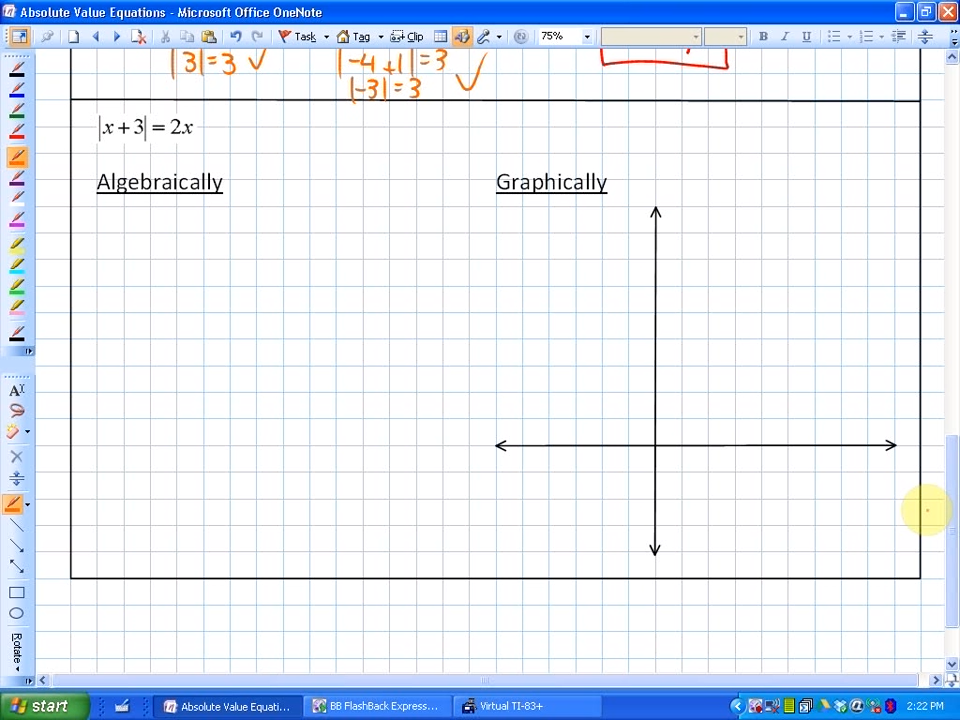 Absolute Value Equations - Microsoft Office OneNote
Task Tag Clip 75% B I U
|3|=3 ✓ |-4+1|=3
|-3|=3 ✓
|x+3|=2x
Algebraically Graphically
A
Rotate
start Absolute Value Equati... BB FlashBack Express... Virtual TI-83+ 2:22 PM